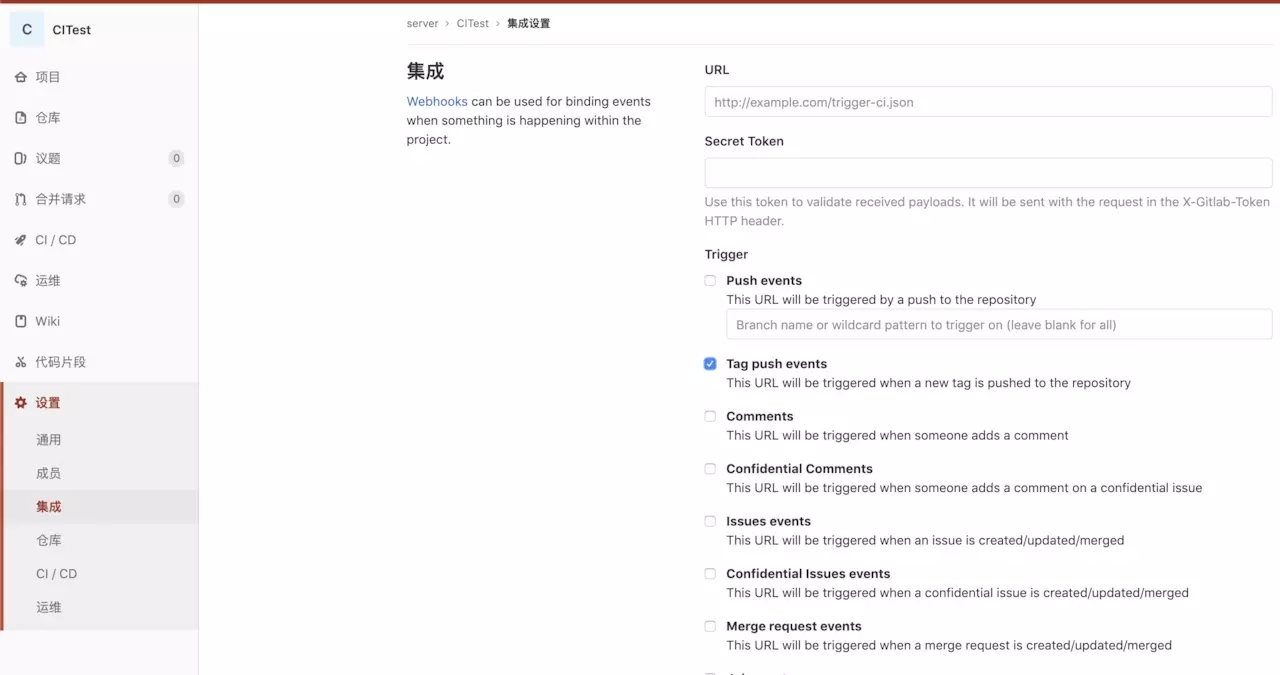 C CITest
项目
仓库
议题 0
合并请求 0
CI / CD
运维
Wiki
代码片段
设置
通用
成员
集成
仓库
CI / CD
运维
server › CITest › 集成设置
集成
Webhooks can be used for binding events
when something is happening within the
project.
URL
http://example.com/trigger-ci.json
Secret Token
Use this token to validate received payloads. It will be sent with the request in the X-Gitlab-Token
HTTP header.
Trigger
Push events
This URL will be triggered by a push to the repository
Branch name or wildcard pattern to trigger on (leave blank for all)
Tag push events
This URL will be triggered when a new tag is pushed to the repository
Comments
This URL will be triggered when someone adds a comment
Confidential Comments
This URL will be triggered when someone adds a comment on a confidential issue
Issues events
This URL will be triggered when an issue is created/updated/merged
Confidential Issues events
This URL will be triggered when a confidential issue is created/updated/merged
Merge request events
This URL will be triggered when a merge request is created/updated/merged